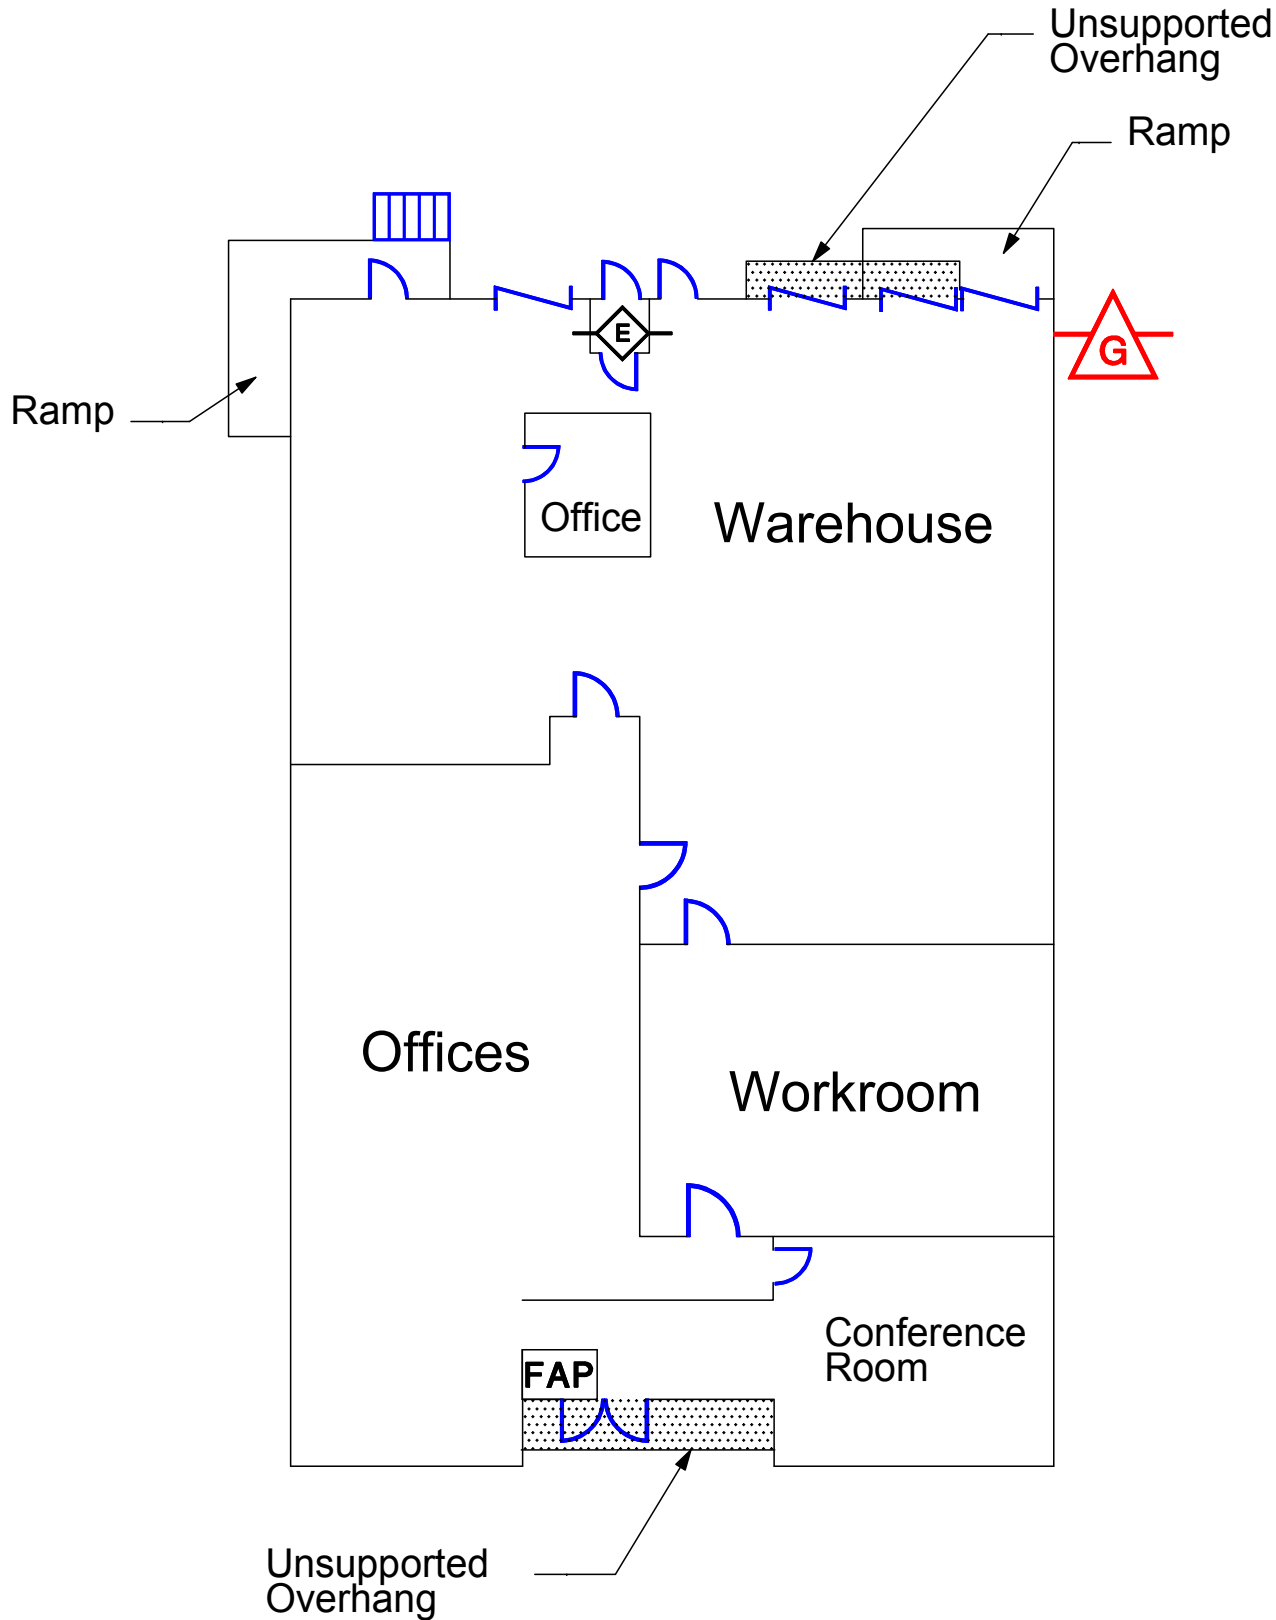 Unsupported
Overhang
Ramp
E
G
Ramp
Office
Warehouse
Offices
Workroom
Conference
Room
FAP
Unsupported
Overhang